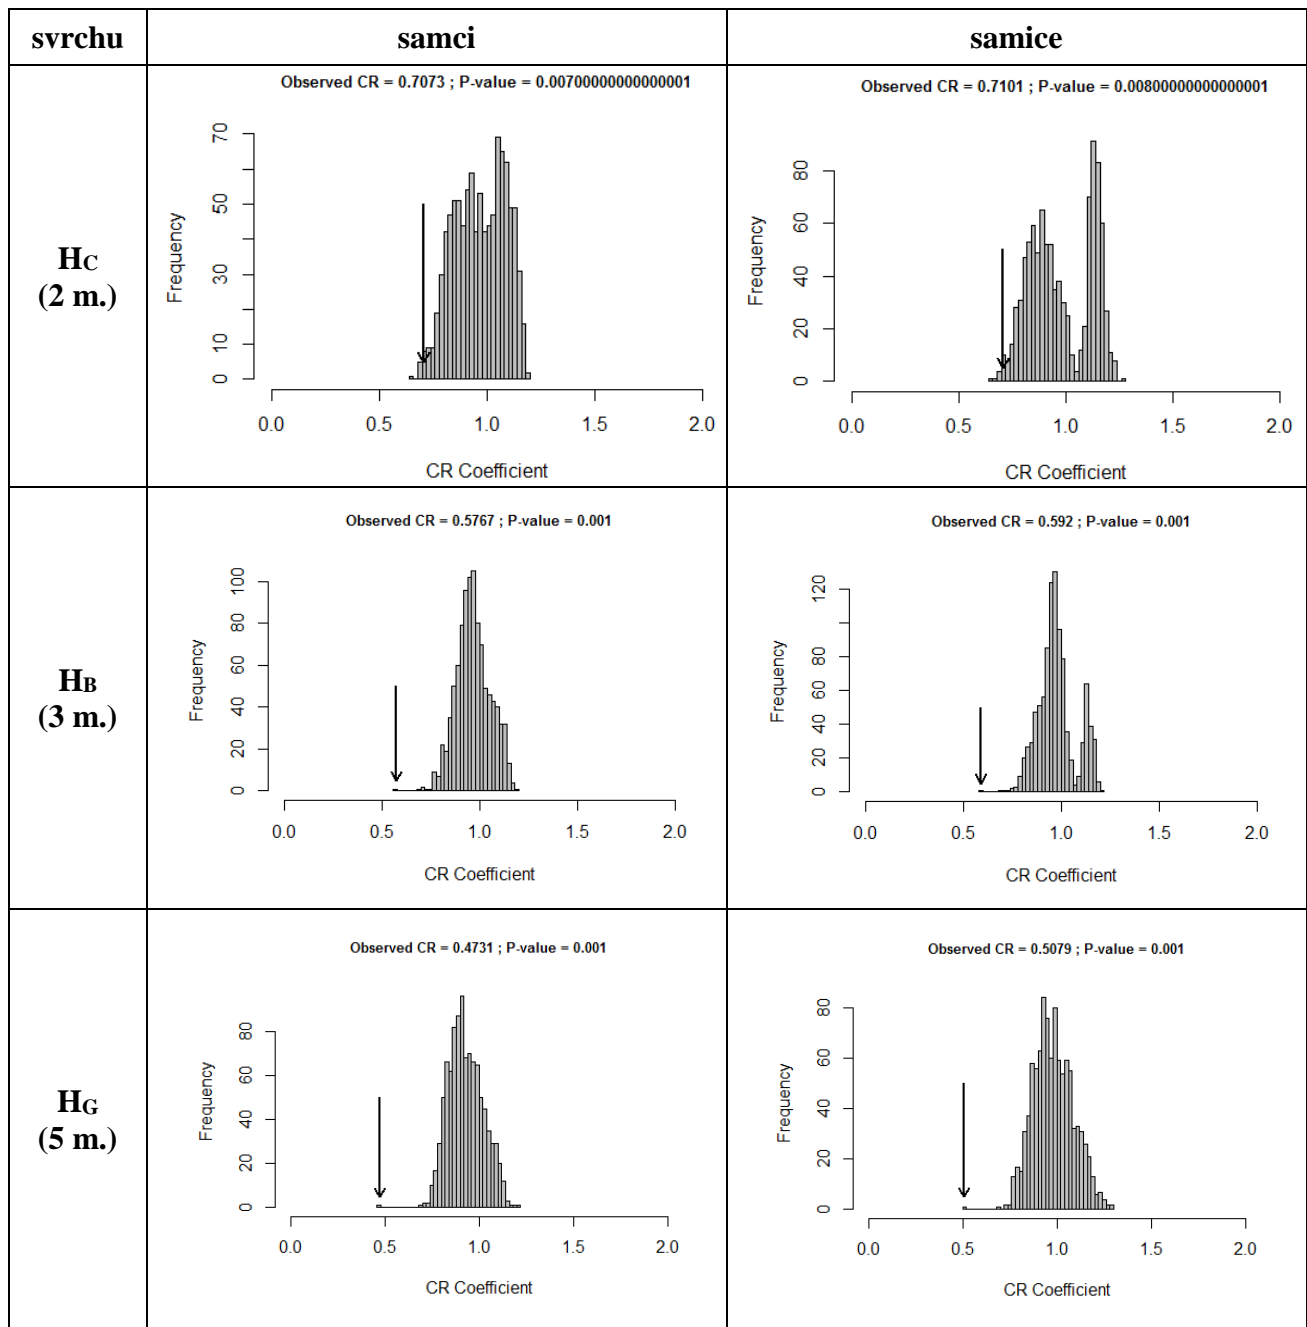 svrchu samci samice
HC
(2 m.)
Observed CR = 0.7073 ; P-value = 0.00700000000000001
Frequency
70
50
30
10
0
0.0 0.5 1.0 1.5 2.0
CR Coefficient
Observed CR = 0.7101 ; P-value = 0.00800000000000001
Frequency
80
60
40
20
0
0.0 0.5 1.0 1.5 2.0
CR Coefficient
HB
(3 m.)
Observed CR = 0.5767 ; P-value = 0.001
Frequency
100
80
60
40
20
0
0.0 0.5 1.0 1.5 2.0
CR Coefficient
Observed CR = 0.592 ; P-value = 0.001
Frequency
120
80
60
40
20
0
0.0 0.5 1.0 1.5 2.0
CR Coefficient
HG
(5 m.)
Observed CR = 0.4731 ; P-value = 0.001
Frequency
80
60
40
20
0
0.0 0.5 1.0 1.5 2.0
CR Coefficient
Observed CR = 0.5079 ; P-value = 0.001
Frequency
80
60
40
20
0
0.0 0.5 1.0 1.5 2.0
CR Coefficient